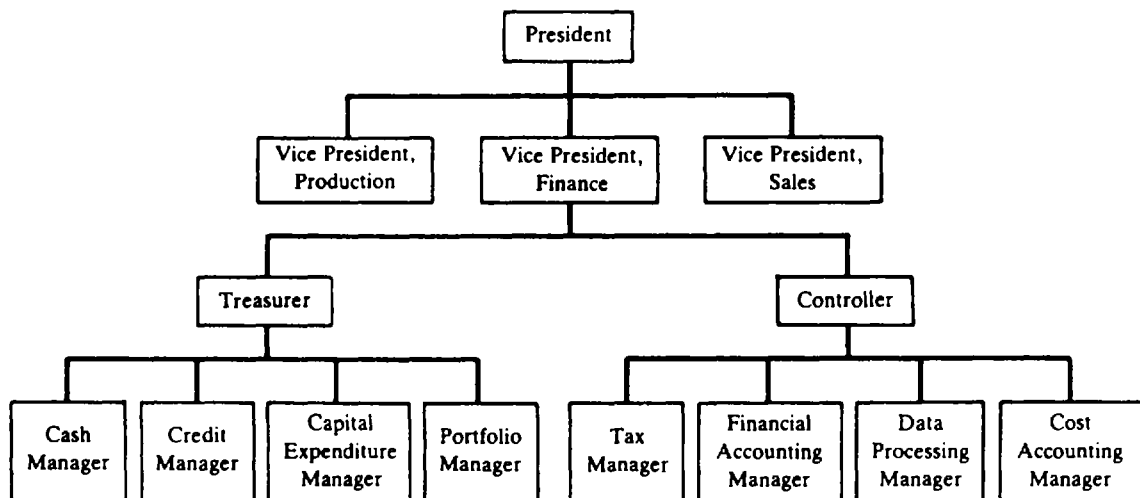 President
Vice President,
Production
Vice President,
Finance
Vice President,
Sales
Treasurer
Controller
Cash
Manager
Credit
Manager
Capital
Expenditure
Manager
Portfolio
Manager
Tax
Manager
Financial
Accounting
Manager
Data
Processing
Manager
Cost
Accounting
Manager